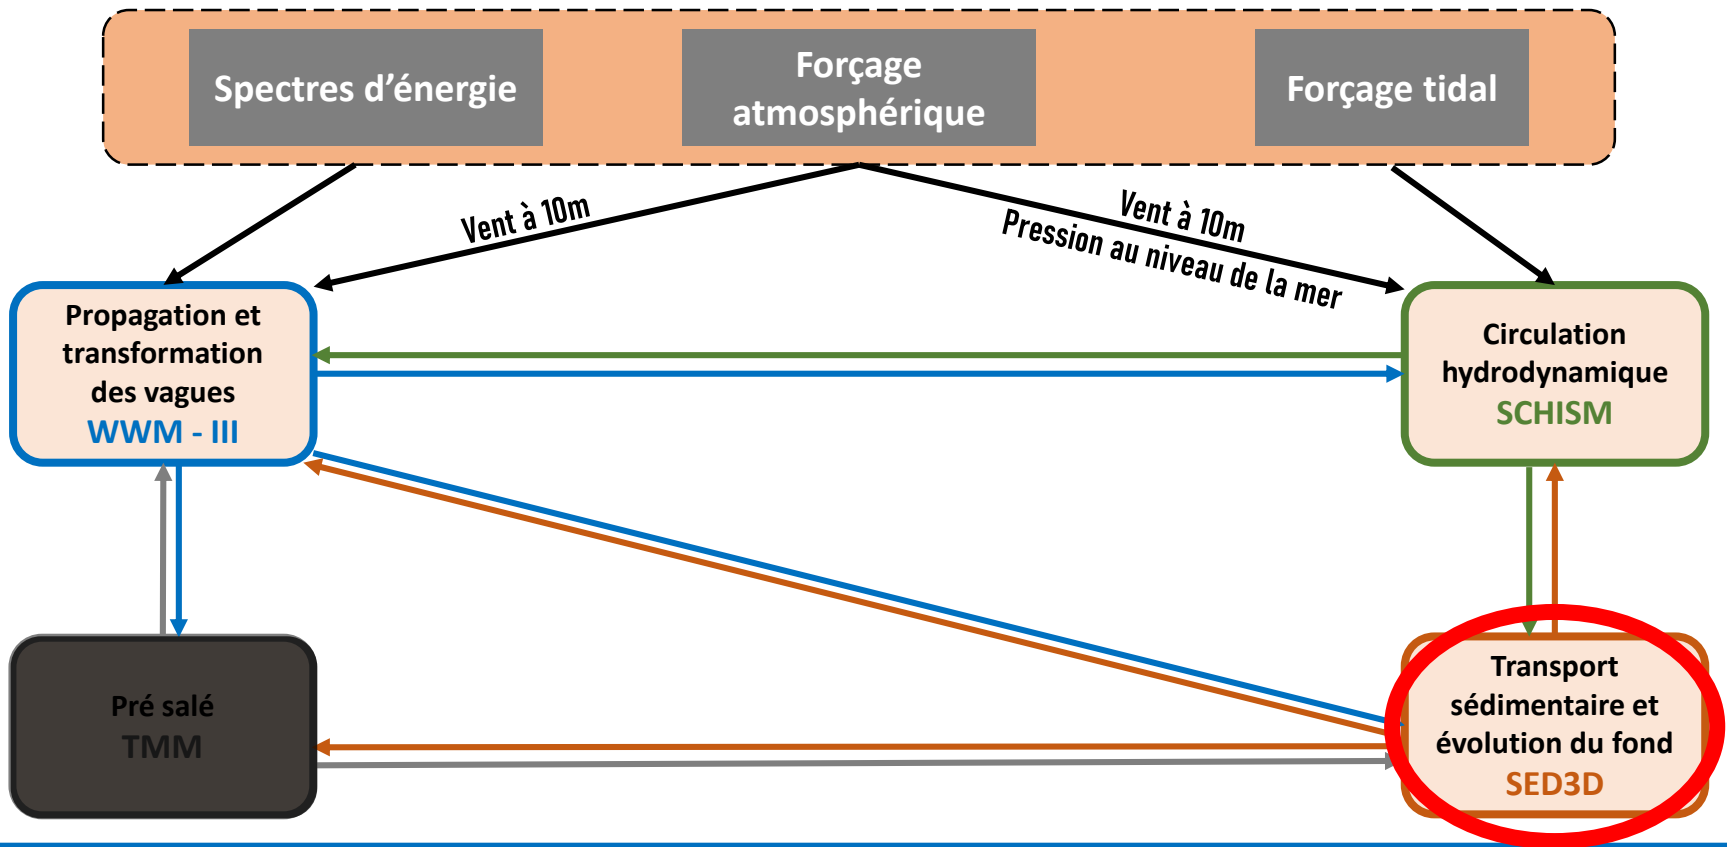 Spectres d'énergie
Forçage
atmosphérique
Forçage tidal
Vent à 10m
Vent à 10m
Pression au niveau de la mer
Propagation et
transformation
des vagues
WWM - III
Circulation
hydrodynamique
SCHISM
Pré salé
TMM
Transport
sédimentaire et
évolution du fond
SED3D